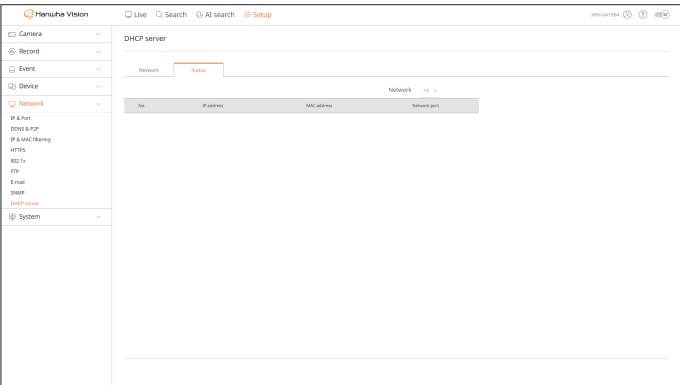 Hanwha Vision
Live Search AI search Setup
XRN-6410B4
Camera
Record
Event
Device
Network
IP & Port
DDNS & P2P
IP & MAC filtering
HTTPS
802.1x
FTP
E-mail
SNMP
DHCP server
System
DHCP server
Network Status
Network All
No. IP address MAC address Network port